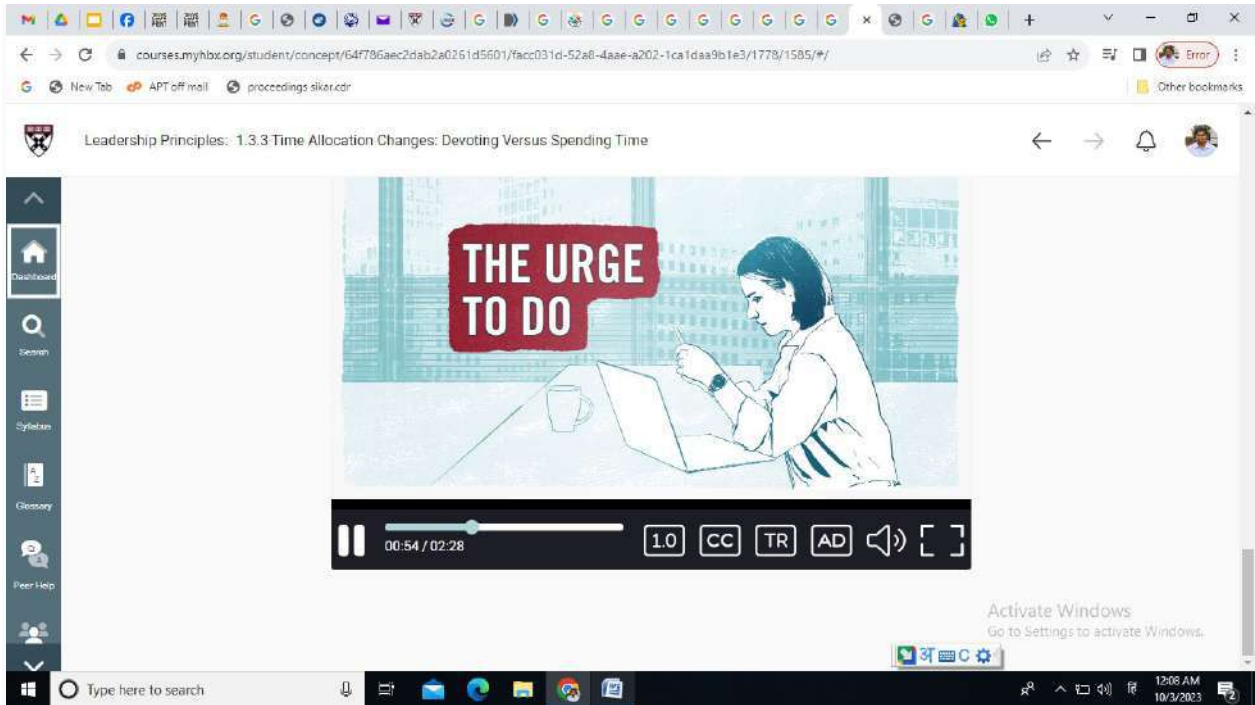 courses.myhbx.org/student/concept/64f786aec2dab2a0261d5601/facc031d-52a8-4aae-a202-1ca1daa9b1e3/1778/1585/#/
Error
New Tab APT off mail proceedings sikar.cdr Other bookmarks
Leadership Principles: 1.3.3 Time Allocation Changes: Devoting Versus Spending Time
Dashboard
Search
Syllabus
Glossary
Peer Help
THE URGE
TO DO
00:54 / 02:28 1.0 CC TR AD
Activate Windows
Go to Settings to activate Windows.
अ C
Type here to search
हिं 12:08 AM
10/3/2023
2